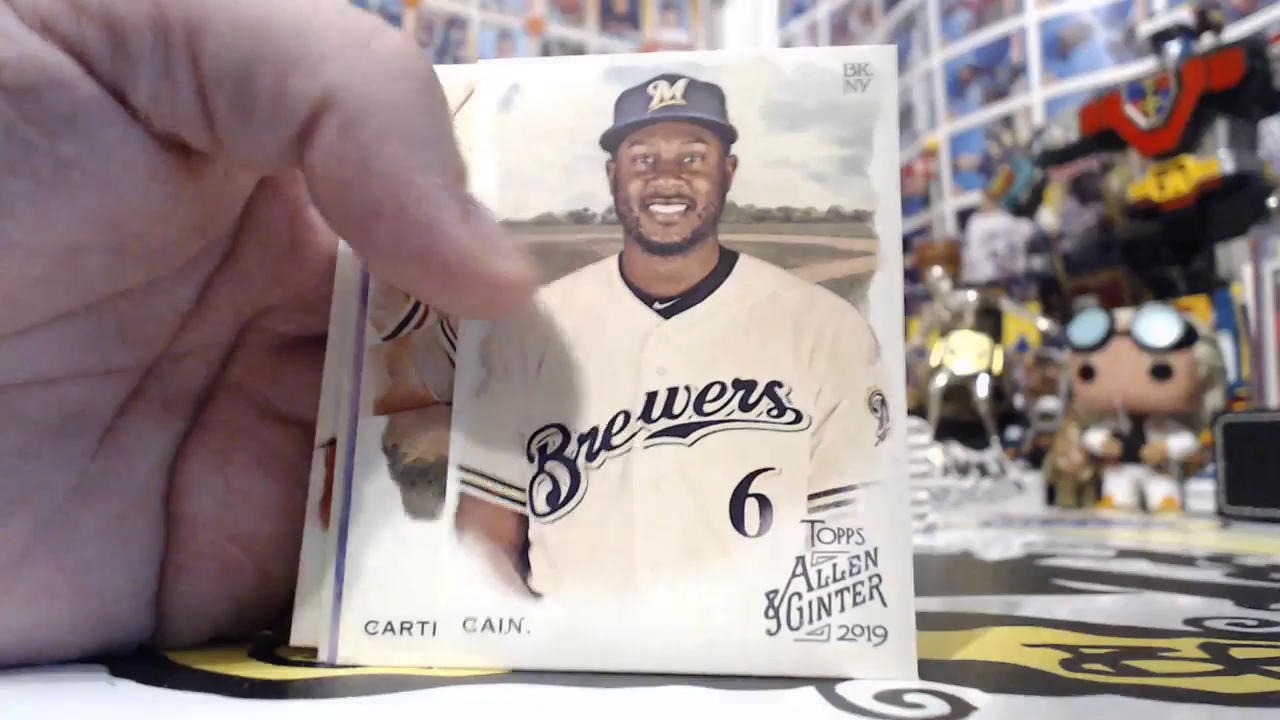 M
BK.
NY
Brewers
6
TOPPS
ALLEN
& GINTER
2019
CARTI
CAIN.